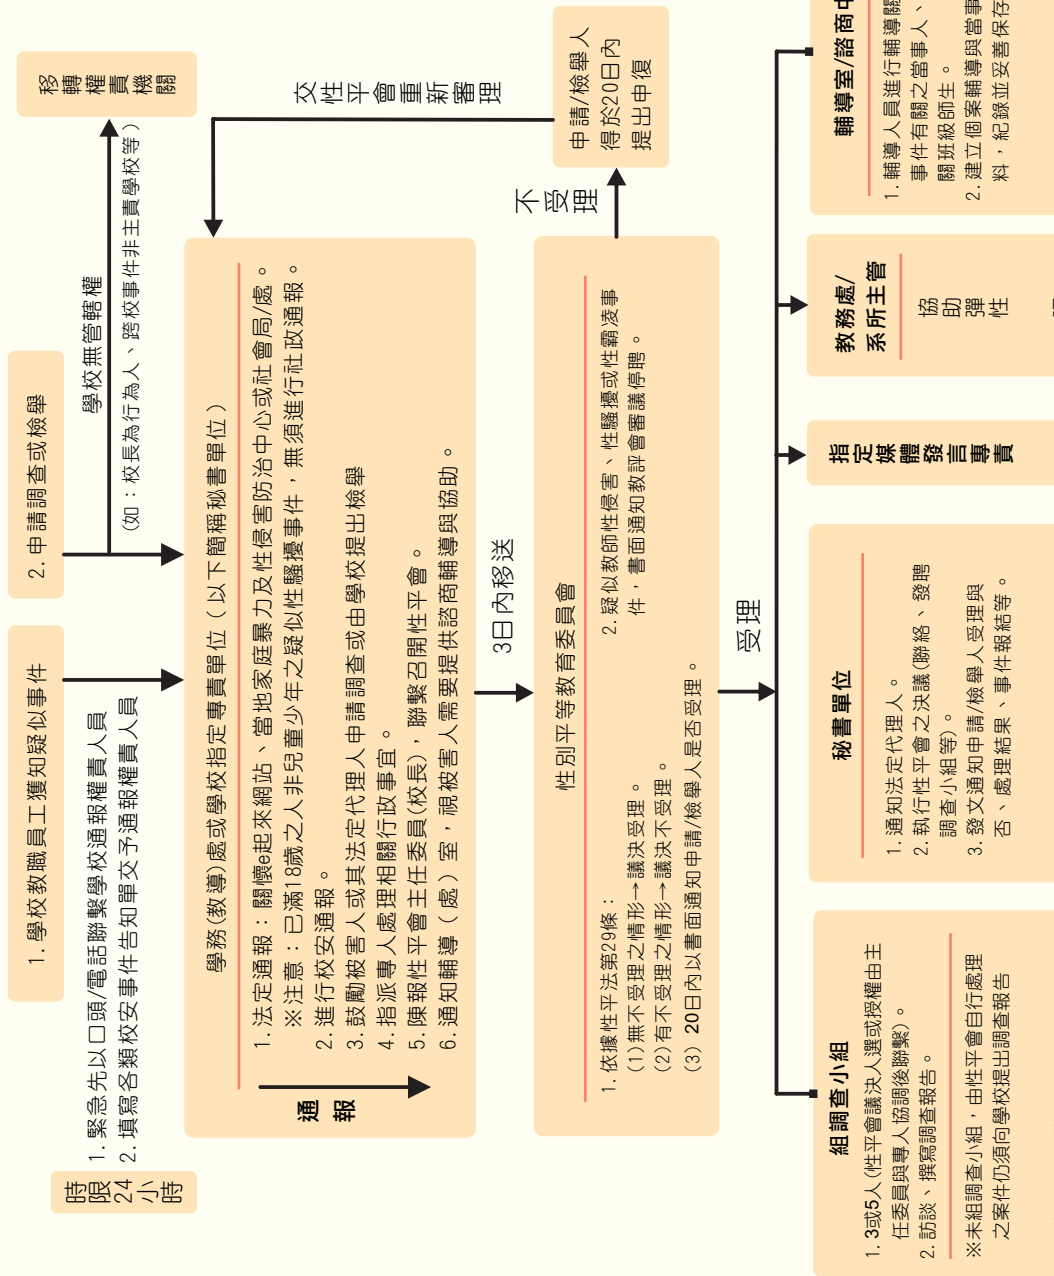 1.學校教職員工獲知疑似事件
2.申請調查或檢舉
移轉權責機關
時限24小時
1.緊急先以口頭/電話聯繫學校通報權責人員
2.填寫各類校安事件告知單交予通報權責人員
學校無管轄權
(如：校長為行為人、跨校事件非主責學校等)
學務(教導)處或學校指定專責單位(以下簡稱秘書單位)
通報
1.法定通報：關懷e起來網站、當地家庭暴力及性侵害防治中心或社會局/處。
※注意：已滿18歲之人非兒童少年之疑似性騷擾事件，無須進行社政通報。
2.進行校安通報。
3.鼓勵被害人或其法定代理人申請調查或由學校提出檢舉
4.指派專人處理相關行政事宜。
5.陳報性平會主任委員(校長)，聯繫召開性平會。
6.通知輔導（處）室，視被害人需要提供諮商輔導與協助。
交性平會重新審理
3日內移送
性別平等教育委員會
1.依據性平法第29條：
(1)無不受理之情形→議決受理。
(2)有不受理之情形→議決不受理。
(3) 20日內以書面通知申請/檢舉人是否受理。
2.疑似教師性侵害、性騷擾或性霸凌事
件，書面通知教評會審議停聘。
不受理
申請/檢舉人
得於20日內
提出申復
受理
組調查小組
1.3或5人(性平會議決人選或授權由主
任委員與專人協調後聯繫)。
2.訪談、撰寫調查報告。
※未組調查小組，由性平會自行處理
之案件仍須向學校提出調查報告
秘書單位
1.通知法定代理人。
2.執行性平會之決議(聯絡、發聘
調查小組等)。
3.發文通知申請/檢舉人受理與
否、處理結果、事件報結等。
指定媒體發言專責
教務處/
系所主管
協助彈性
輔導室/諮商中
1.輔導人員進行輔導關
事件有關之當事人、
關班級師生。
2.建立個案輔導與當事
料，紀錄並妥善保存